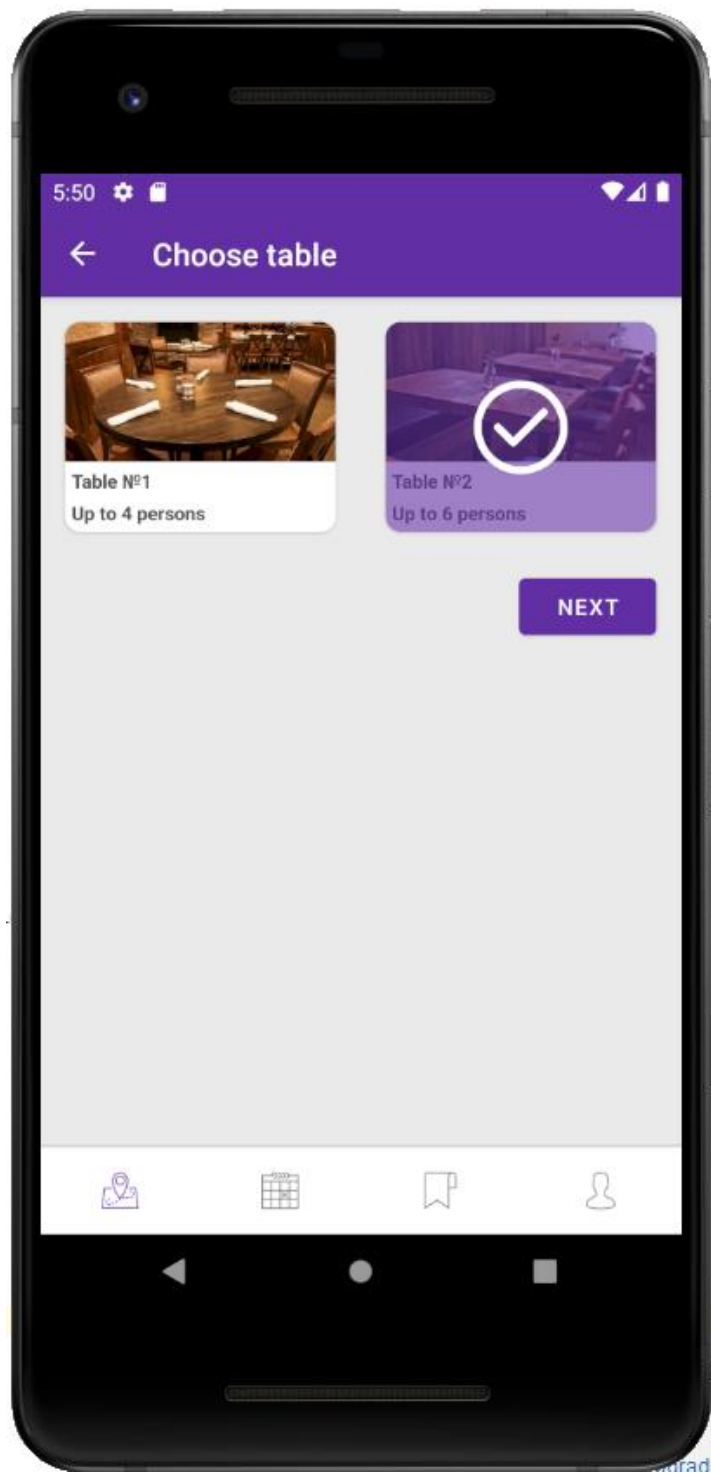 5:50
Choose table
Table №1
Up to 4 persons
Table №2
Up to 6 persons
NEXT